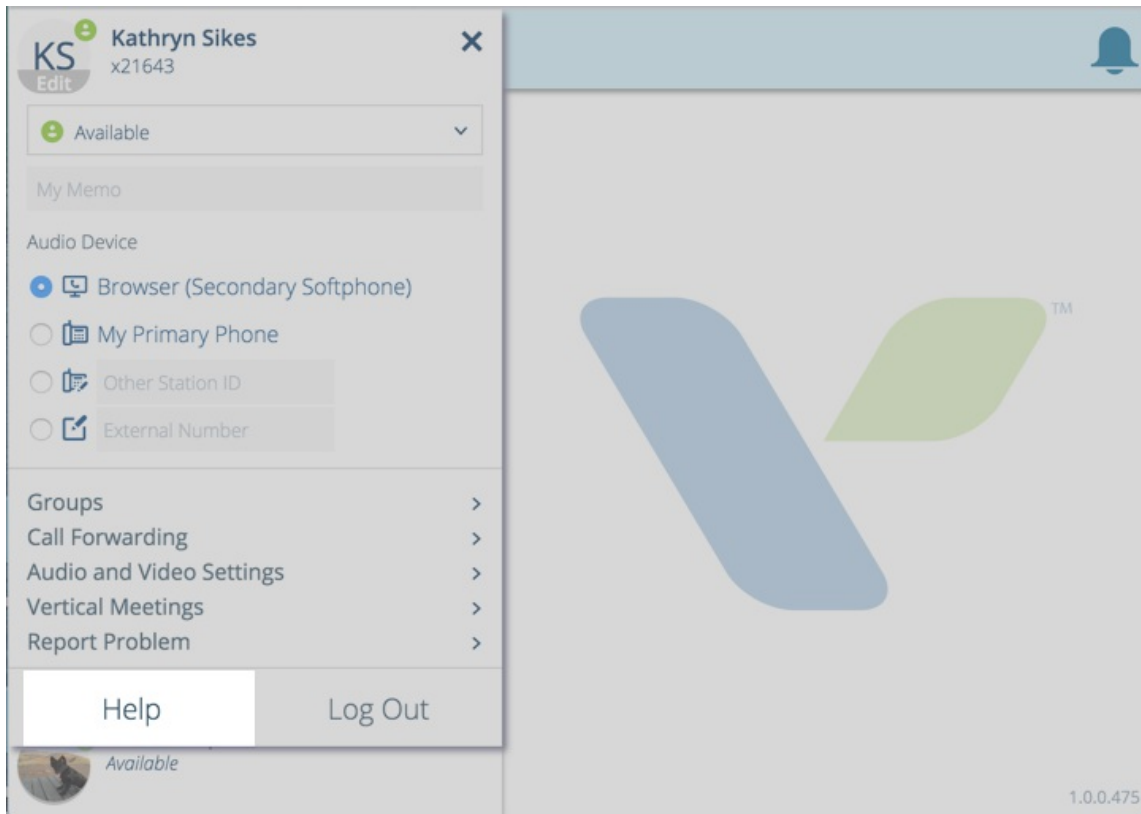 KS
Edit
Kathryn Sikes
x21643
Available
My Memo
Audio Device
Browser (Secondary Softphone)
My Primary Phone
Other Station ID
External Number
Groups
Call Forwarding
Audio and Video Settings
Vertical Meetings
Report Problem
Help
Log Out
Available
TM
1.0.0.475